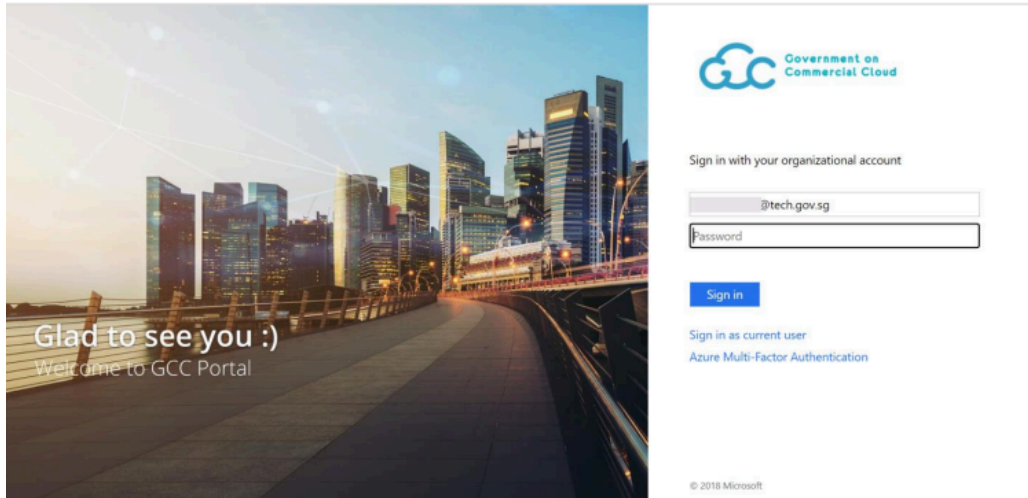 Glad to see you :)
Welcome to GCC Portal
GCC Government on
Commercial Cloud
Sign in with your organizational account
@tech.gov.sg
Password
Sign in
Sign in as current user
Azure Multi-Factor Authentication
© 2018 Microsoft